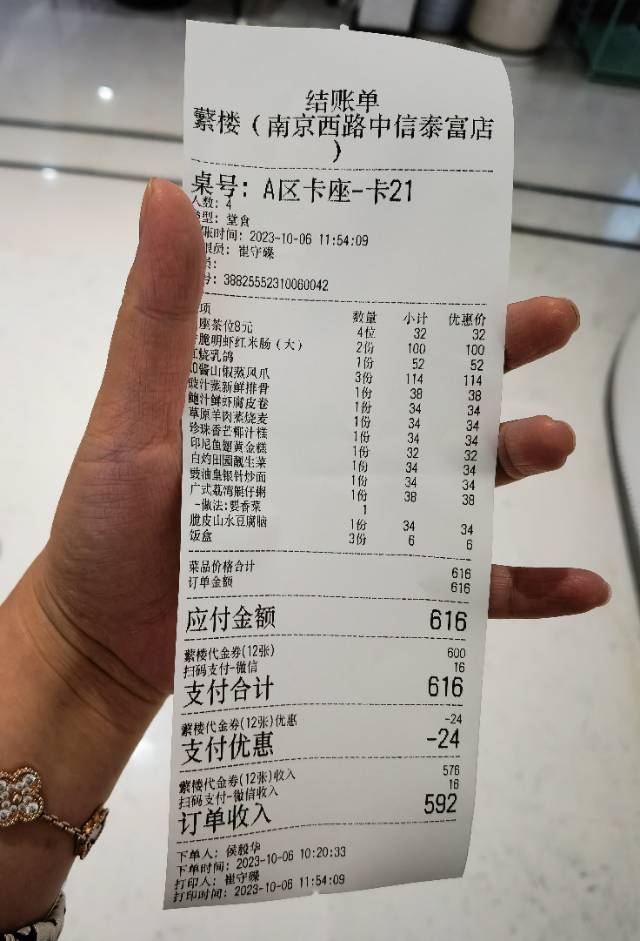 结账单
蘩楼（南京西路中信泰富店
）
桌号: A区卡座-卡21
人数: 4
型: 堂食
账时间: 2023-10-06 11:54:09
员: 崔守碟
员:
号: 38825552310060042
项 数量 小计 优惠价
座茶位8元 4位 32 32
脆明虾红米肠（大） 2份 100 100
烧乳鸽 1份 52 52
XO酱山椒蒸凤爪 3份 114 114
豉汁蒸新鲜排骨 1份 38 38
鲍汁鲜虾腐皮卷 1份 34 34
草原羊肉蒸烧麦 1份 34 34
珍珠香芒椰汁糕 1份 34 34
印尼鱼翅黄金糕 1份 32 32
白灼田园靓生菜 1份 34 34
豉油皇银针炒面 1份 34 34
广式荔湾艇仔粥 1份 38 38
-做法:要香菜 1
脆皮山水豆腐脑 1份 34 34
饭盒 3份 6 6
菜品价格合计 616
订单金额 616
应付金额 616
蘩楼代金券(12张) 600
扫码支付-微信 16
支付合计 616
蘩楼代金券(12张)优惠 -24
支付优惠 -24
蘩楼代金券(12张)收入 576
扫码支付-微信收入 16
订单收入 592
下单人: 侯毅华
下单时间: 2023-10-06 10:20:33
打印人: 崔守碟
打印时间: 2023-10-06 11:54:09